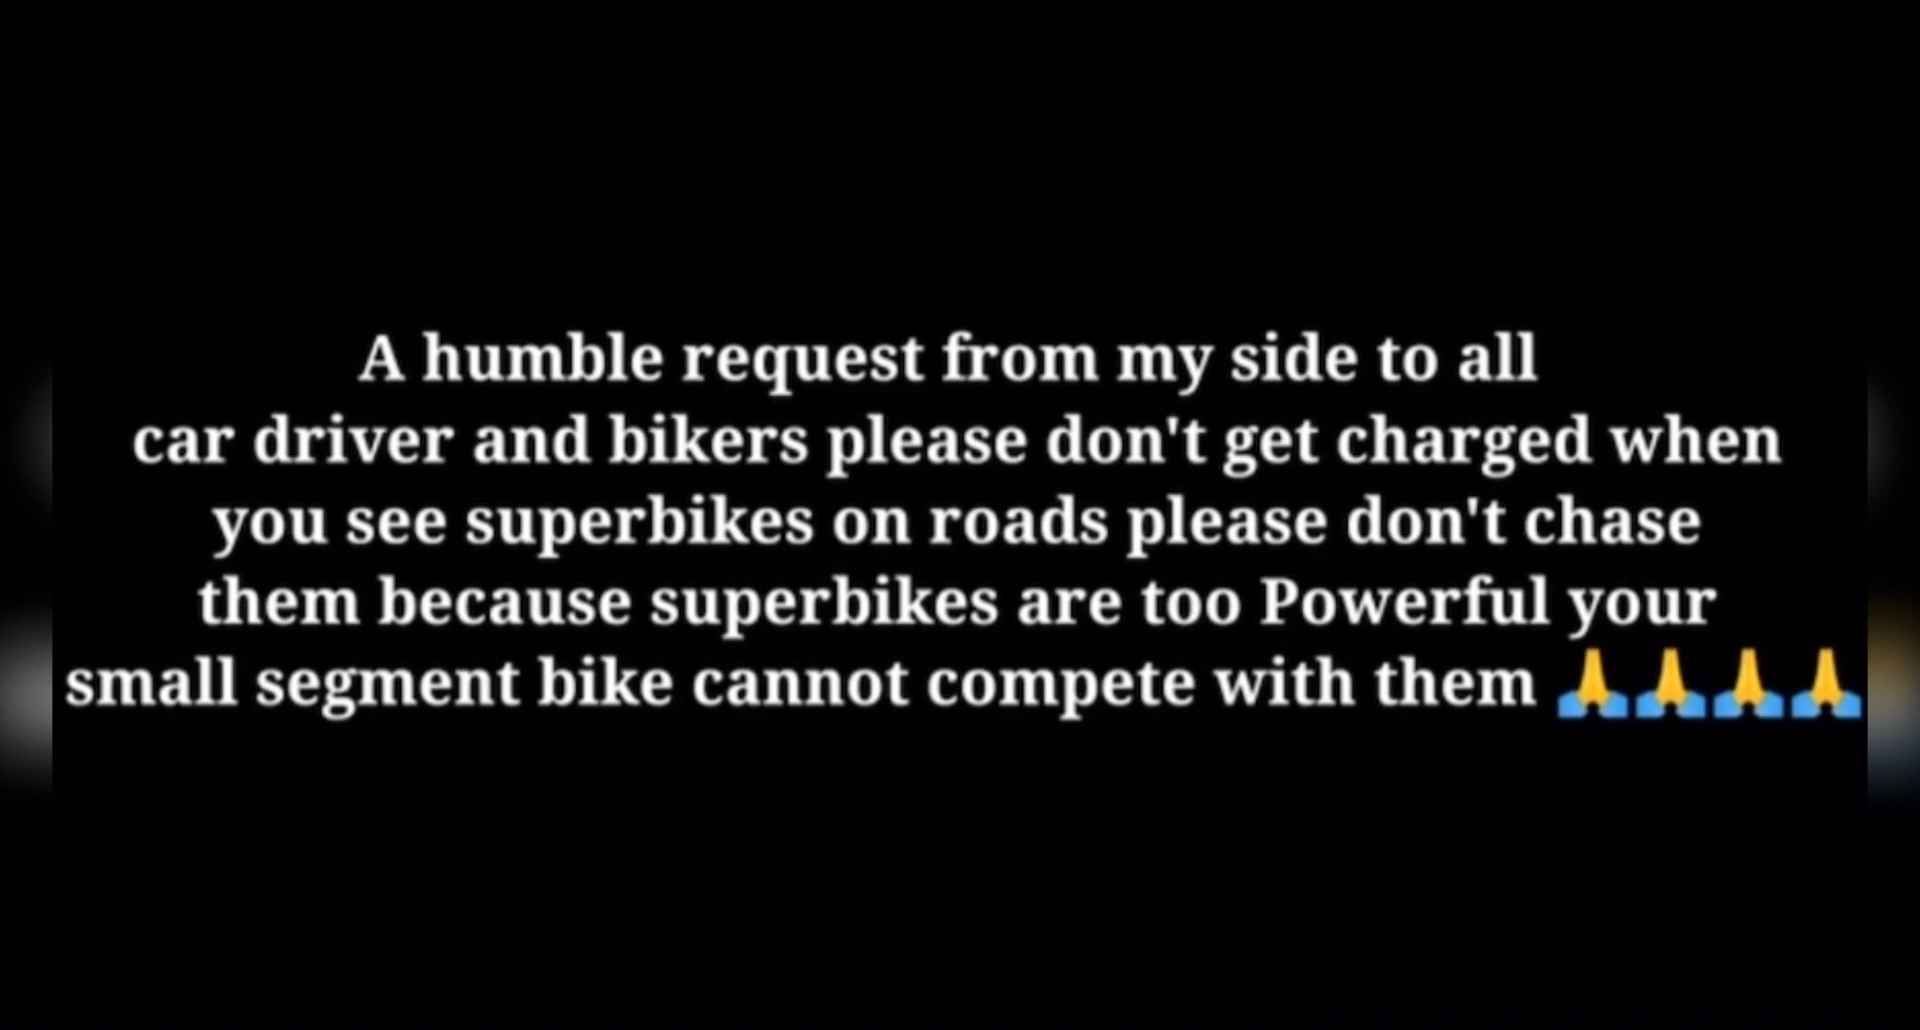 A humble request from my side to all
car driver and bikers please don't get charged when
you see superbikes on roads please don't chase
them because superbikes are too Powerful your
small segment bike cannot compete with them 🙏🙏🙏🙏